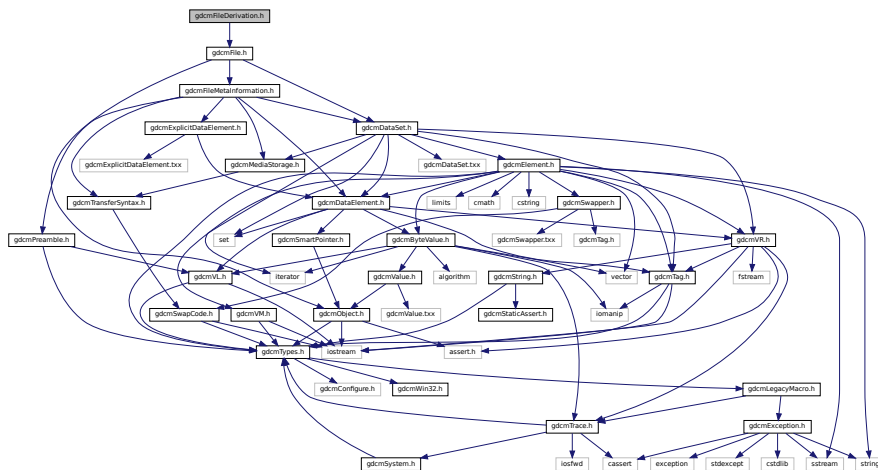 gdcmFileDerivation.h
gdcmFile.h
gdcmFileMetaInformation.h
gdcmExplicitDataElement.h
gdcmDataSet.h
gdcmExplicitDataElement.txx
gdcmMediaStorage.h
gdcmDataSet.txx
gdcmElement.h
gdcmTransferSyntax.h
gdcmDataElement.h
limits
cmath
cstring
gdcmSwapper.h
gdcmPreamble.h
set
gdcmSmartPointer.h
gdcmByteValue.h
gdcmSwapper.txx
gdcmTag.h
gdcmVR.h
gdcmVL.h
iterator
gdcmValue.h
algorithm
gdcmString.h
vector
gdcmTag.h
fstream
gdcmSwapCode.h
gdcmVM.h
gdcmObject.h
gdcmValue.txx
gdcmStaticAssert.h
iomanip
gdcmTypes.h
iostream
assert.h
gdcmConfigure.h
gdcmWin32.h
gdcmLegacyMacro.h
gdcmTrace.h
gdcmException.h
gdcmSystem.h
iosfwd
cassert
exception
stdexcept
cstdlib
sstream
string